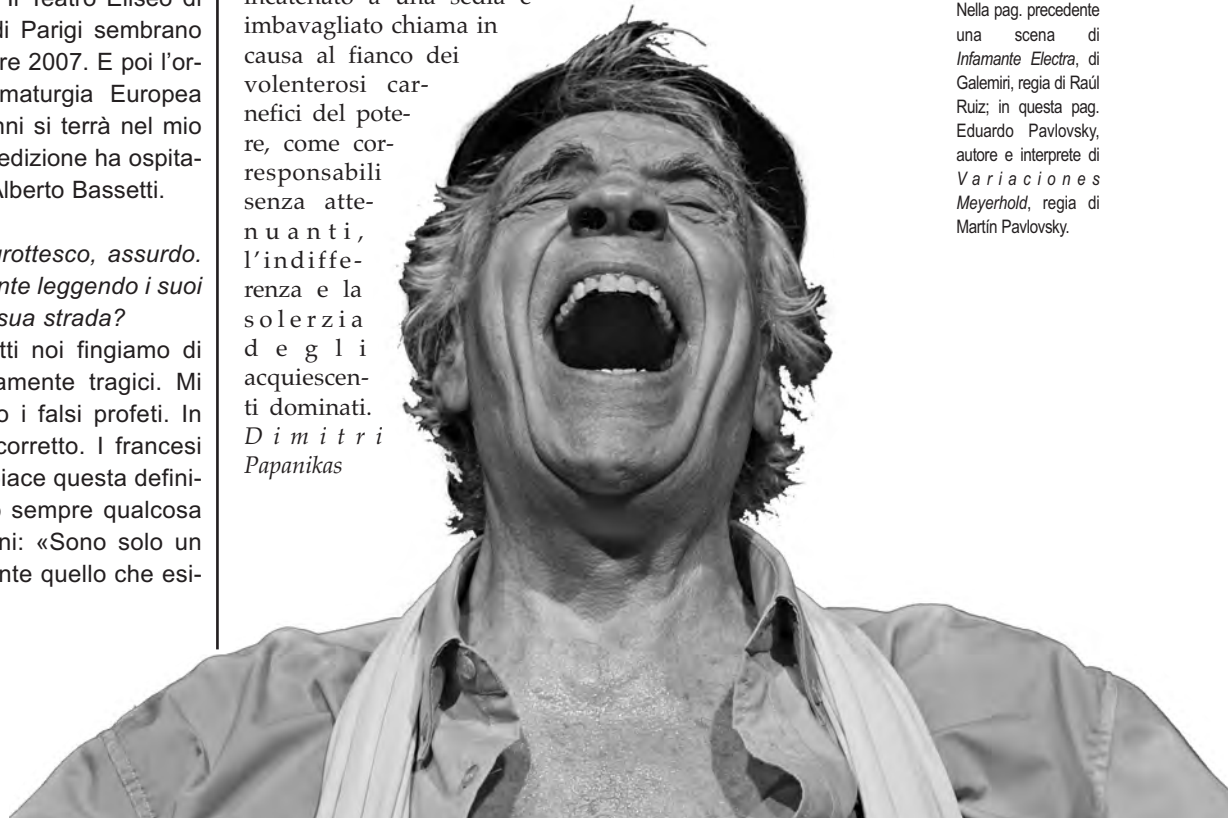 il Teatro Eliseo di
di Parigi sembrano
re 2007. E poi l'or-
maturgia Europea
nni si terrà nel mio
edizione ha ospita-
Alberto Bassetti.
rottesco, assurdo.
nte leggendo i suoi
sua strada?
tti noi fingiamo di
amente tragici. Mi
o i falsi profeti. In
corretto. I francesi
iace questa defini-
o sempre qualcosa
ni: «Sono solo un
nte quello che esi-
incatenato a una sedia e
imbavagliato chiama in
causa al fianco dei
volenterosi car-
nefici del pote-
re, come cor-
responsabili
senza atte-
nuanti,
l'indiffe-
renza e la
solerzia
degli
acquiescen-
ti dominati.
Dimitri
Papanikas
Nella pag. precedente
una scena di
Infamante Electra, di
Galemiri, regia di Raúl
Ruiz; in questa pag.
Eduardo Pavlovsky,
autore e interprete di
Variaciones
Meyerhold, regia di
Martín Pavlovsky.